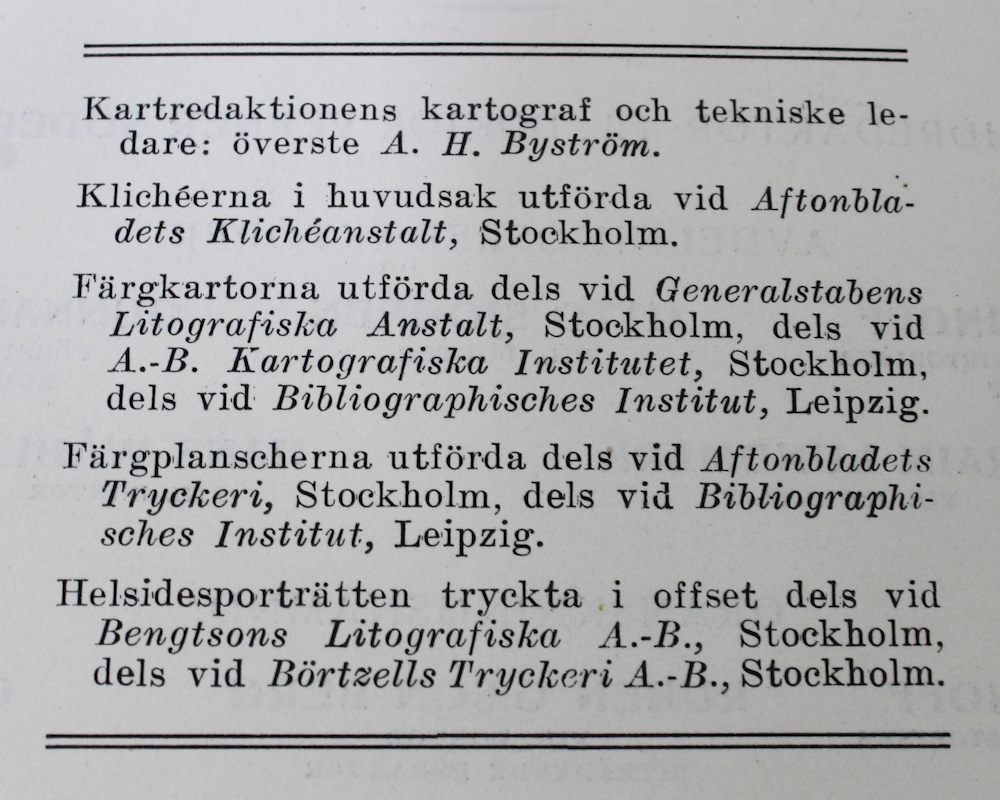 Kartredaktionens kartograf och tekniske le-
dare: överste A. H. Byström.
Klichéerna i huvudsak utförda vid Aftonbla-
dets Klichéanstalt, Stockholm.
Färgkartorna utförda dels vid Generalstabens
Litografiska Anstalt, Stockholm, dels vid
A.-B. Kartografiska Institutet, Stockholm,
dels vid Bibliographisches Institut, Leipzig.
Färgplanscherna utförda dels vid Aftonbladets
Tryckeri, Stockholm, dels vid Bibliographi-
sches Institut, Leipzig.
Helsidesporträtten tryckta i offset dels vid
Bengtsons Litografiska A.-B., Stockholm,
dels vid Börtzells Tryckeri A.-B., Stockholm.